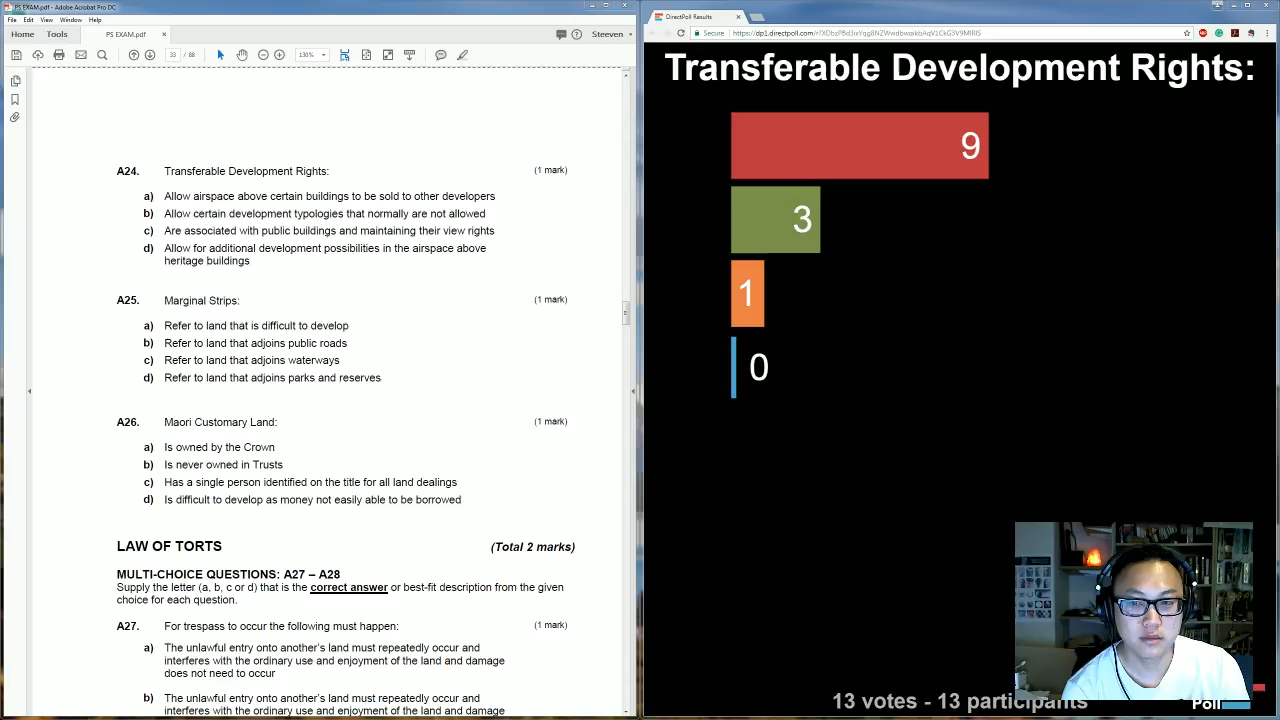 PS EXAM.pdf - Adobe Acrobat Pro DC
File Edit View Window Help
Home Tools PS EXAM.pdf × Steeven
33 / 88 130%
A24. Transferable Development Rights: (1 mark)
a) Allow airspace above certain buildings to be sold to other developers
b) Allow certain development typologies that normally are not allowed
c) Are associated with public buildings and maintaining their view rights
d) Allow for additional development possibilities in the airspace above
heritage buildings
A25. Marginal Strips: (1 mark)
a) Refer to land that is difficult to develop
b) Refer to land that adjoins public roads
c) Refer to land that adjoins waterways
d) Refer to land that adjoins parks and reserves
A26. Maori Customary Land: (1 mark)
a) Is owned by the Crown
b) Is never owned in Trusts
c) Has a single person identified on the title for all land dealings
d) Is difficult to develop as money not easily able to be borrowed
LAW OF TORTS (Total 2 marks)
MULTI-CHOICE QUESTIONS: A27 – A28
Supply the letter (a, b, c or d) that is the correct answer or best-fit description from the given
choice for each question.
A27. For trespass to occur the following must happen: (1 mark)
a) The unlawful entry onto another's land must repeatedly occur and
interferes with the ordinary use and enjoyment of the land and damage
does not need to occur
b) The unlawful entry onto another's land must repeatedly occur and
interferes with the ordinary use and enjoyment of the land and damage
DirectPoll Results
Secure
Transferable Development Rights:
9
3
1
0
13 votes - 13 participants
Poll